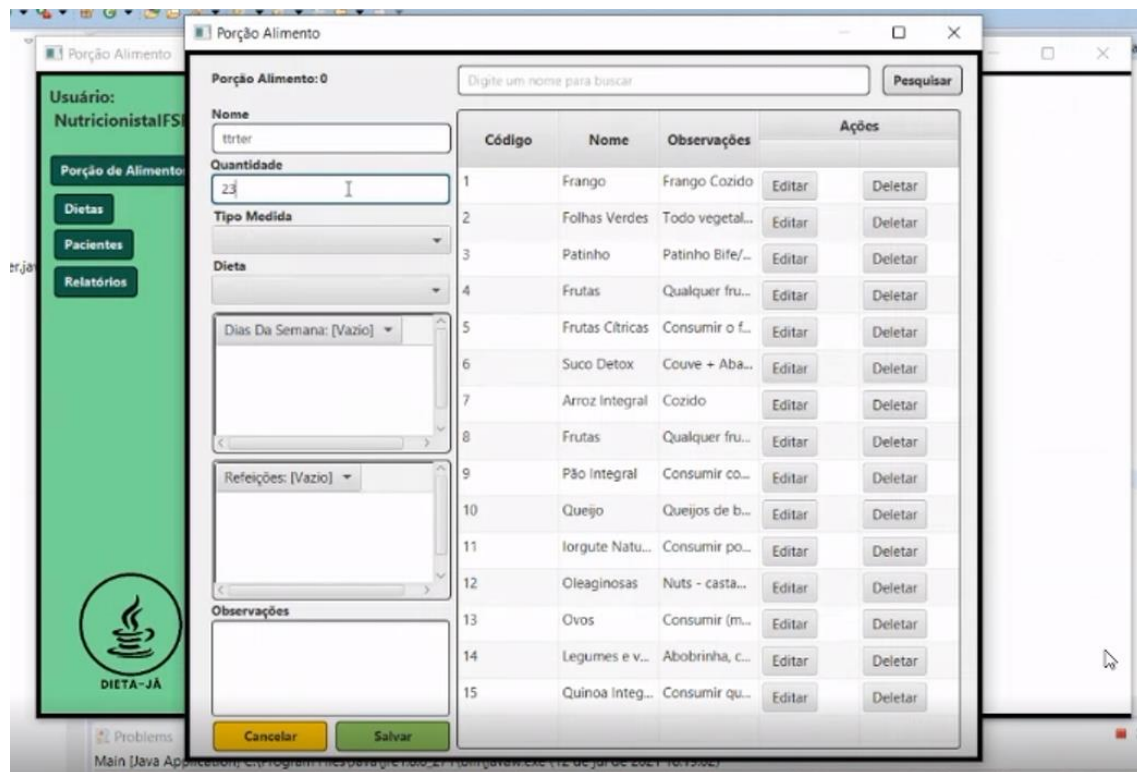 Porção Alimento
Porção Alimento
Usuário:
NutricionistaIFS
Porção de Alimento
Dietas
Pacientes
Relatórios
DIETA-JÁ
Porção Alimento: 0
Digite um nome para buscar
Pesquisar
Nome
ttrter
Quantidade
23
Tipo Medida
Dieta
Dias Da Semana: [Vazio]
Refeições: [Vazio]
Observações
Cancelar Salvar
Código Nome Observações Ações
1 Frango Frango Cozido Editar Deletar
2 Folhas Verdes Todo vegetal... Editar Deletar
3 Patinho Patinho Bife/... Editar Deletar
4 Frutas Qualquer fru... Editar Deletar
5 Frutas Cítricas Consumir o f... Editar Deletar
6 Suco Detox Couve + Aba... Editar Deletar
7 Arroz Integral Cozido Editar Deletar
8 Frutas Qualquer fru... Editar Deletar
9 Pão Integral Consumir co... Editar Deletar
10 Queijo Queijos de b... Editar Deletar
11 Iorgute Natu... Consumir po... Editar Deletar
12 Oleaginosas Nuts - casta... Editar Deletar
13 Ovos Consumir (m... Editar Deletar
14 Legumes e v... Abobrinha, c... Editar Deletar
15 Quinoa Integ... Consumir qu... Editar Deletar
Problems
Main [Java